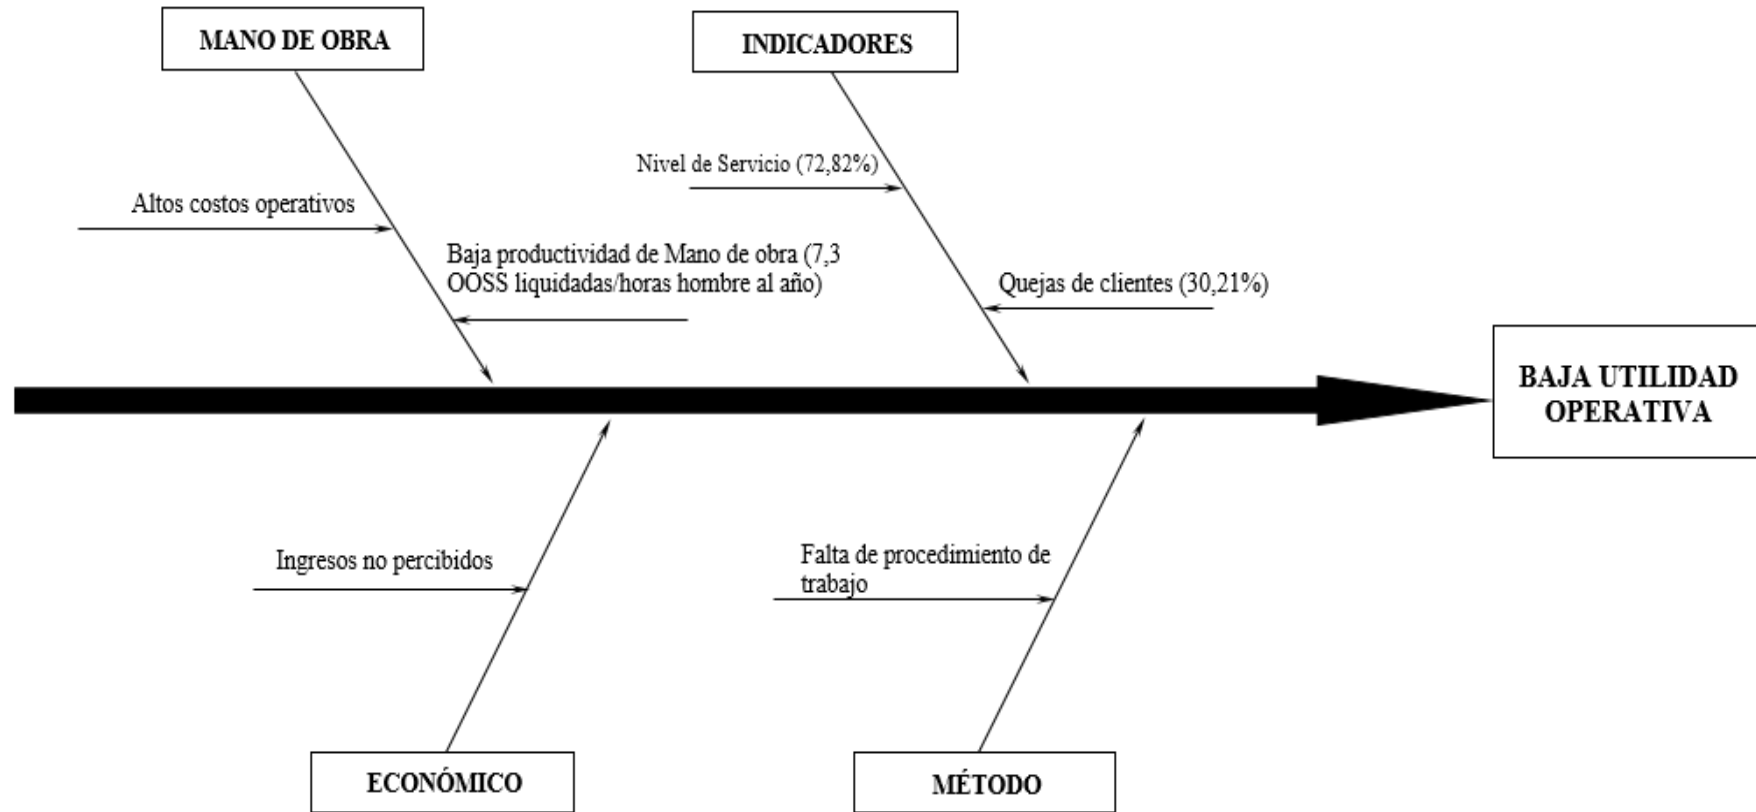 MANO DE OBRA
INDICADORES
Nivel de Servicio (72,82%)
Altos costos operativos
Baja productividad de Mano de obra (7,3
OOSS liquidadas/horas hombre al año)
Quejas de clientes (30,21%)
BAJA UTILIDAD
OPERATIVA
Ingresos no percibidos
Falta de procedimiento de
trabajo
ECONÓMICO
MÉTODO